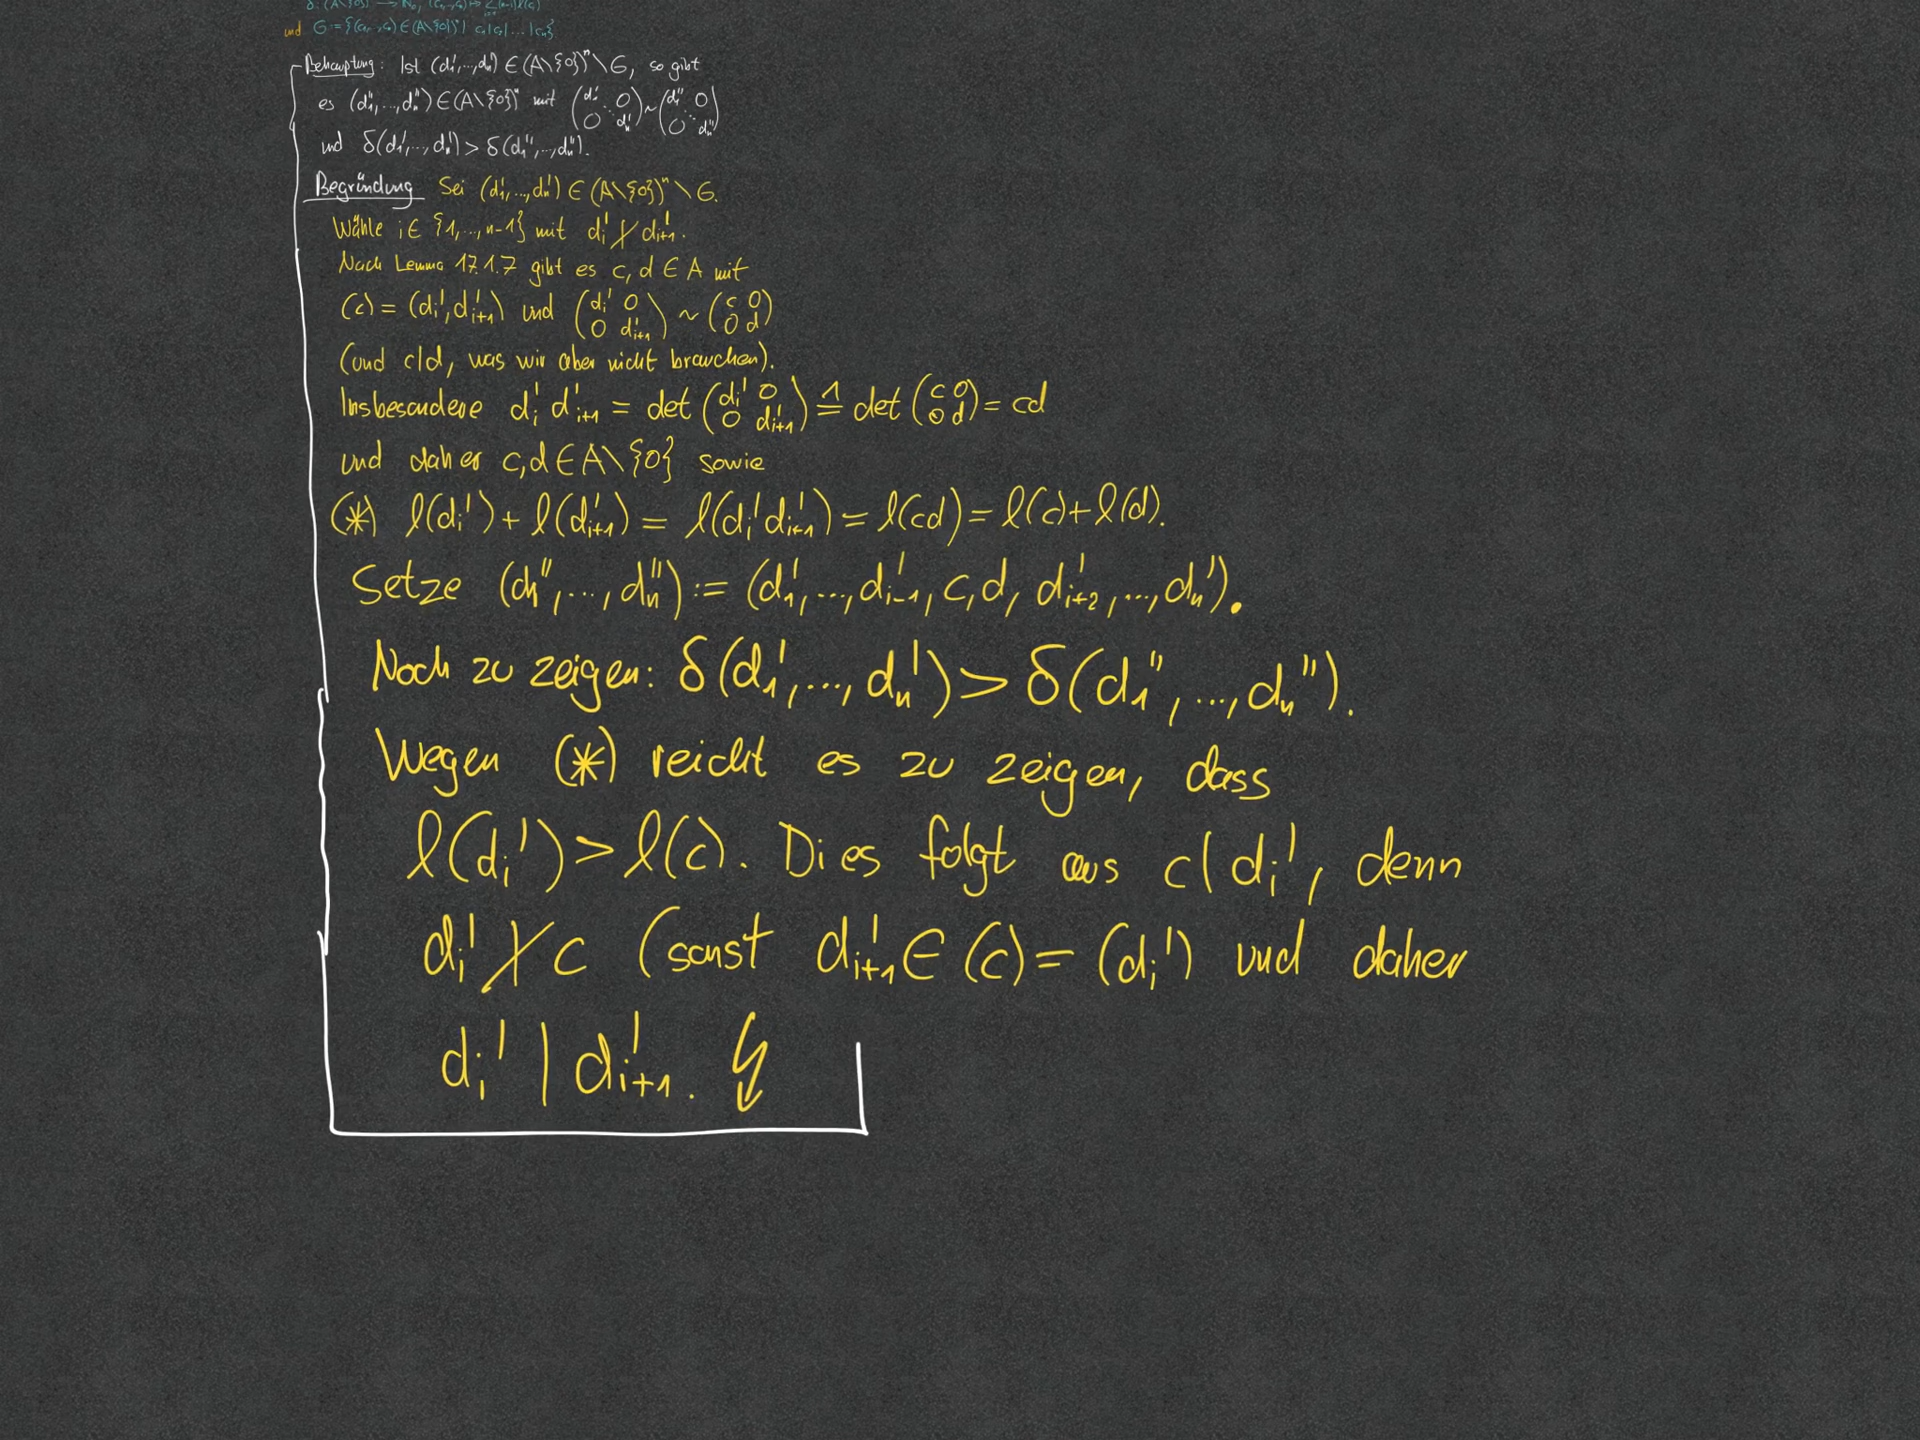 δ: (A\{0})ⁿ → ℕ₀, (c₁,...,cₙ) ↦
und G := {(c₁,...,cₙ) ∈ (A\{0})ⁿ | c₁|c₂|...|cₙ}
Behauptung: Ist (d₁',...,dₙ') ∈ (A\{0})ⁿ \ G, so gibt
es (d₁'',...,dₙ'') ∈ (A\{0})ⁿ mit (d₁' 0 ⋱ 0 dₙ') ~ (d₁'' 0 ⋱ 0 dₙ'')
und δ(d₁',...,dₙ') > δ(d₁'',...,dₙ'').
Begründung Sei (d₁',...,dₙ') ∈ (A\{0})ⁿ \ G.
Wähle i ∈ {1,...,n-1} mit dᵢ' ∤ dᵢ₊₁'.
Nach Lemma 17.1.7 gibt es c, d ∈ A mit
(c) = (dᵢ', dᵢ₊₁') und (dᵢ' 0 0 dᵢ₊₁') ~ (c 0 0 d)
(und c|d, was wir aber nicht brauchen).
Insbesondere dᵢ' dᵢ₊₁' = det (dᵢ' 0 0 dᵢ₊₁') ≙ det (c 0 0 d) = cd
und daher c, d ∈ A\{0} sowie
(*) ℓ(dᵢ') + ℓ(dᵢ₊₁') = ℓ(dᵢ' dᵢ₊₁') = ℓ(cd) = ℓ(c) + ℓ(d).
Setze (d₁'',...,dₙ'') := (d₁',...,dᵢ₋₁', c, d, dᵢ₊₂',...,dₙ').
Noch zu zeigen: δ(d₁',...,dₙ') > δ(d₁'',...,dₙ'').
Wegen (*) reicht es zu zeigen, dass
ℓ(dᵢ') > ℓ(c). Dies folgt aus c | dᵢ', denn
dᵢ' ∤ c (sonst dᵢ₊₁' ∈ (c) = (dᵢ') und daher
dᵢ' | dᵢ₊₁'. ↯